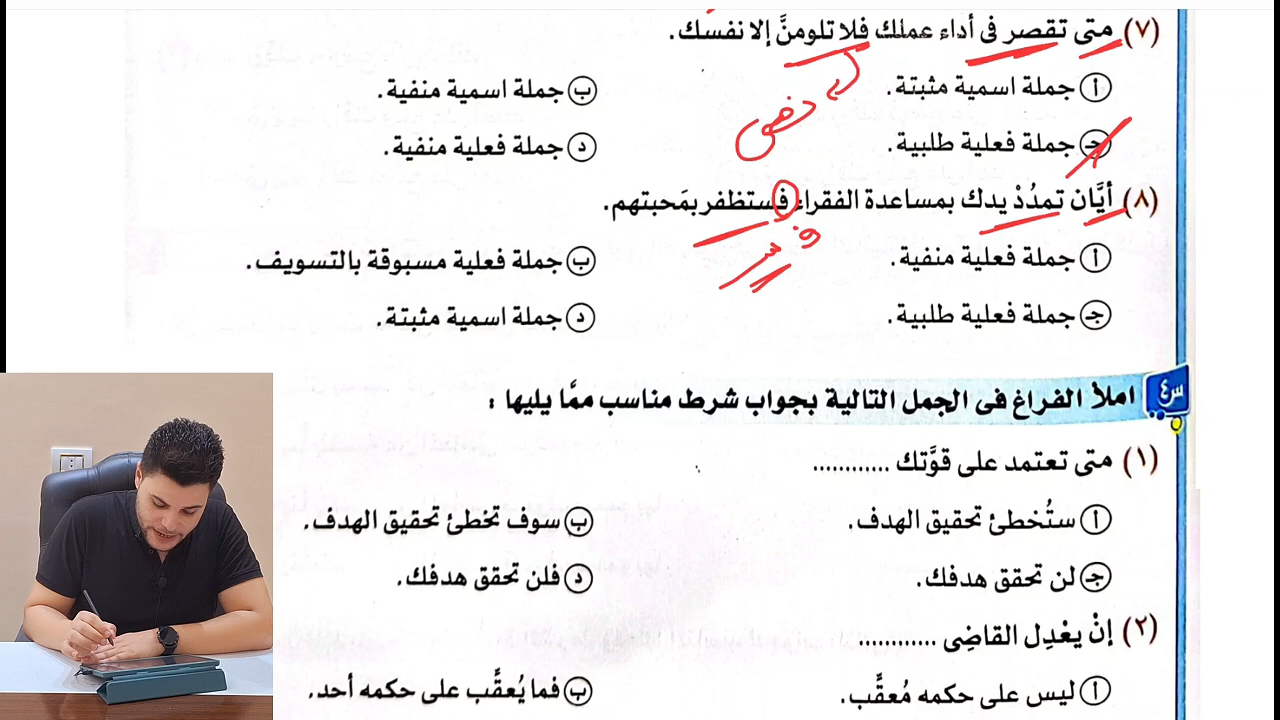 (٧) متى تقصر فى أداء عملك فلا تلومنَّ إلا نفسك.
أ جملة اسمية مثبتة.
ب جملة اسمية منفية.
جـ جملة فعلية طلبية.
د جملة فعلية منفية.
نهى
(٨) أيَّان تمدُدْ يدك بمساعدة الفقراء فستظفر بمَحبتهم.
أ جملة فعلية منفية.
ب جملة فعلية مسبوقة بالتسويف.
جـ جملة فعلية طلبية.
د جملة اسمية مثبتة.
س٤ املأ الفراغ فى الجمل التالية بجواب شرط مناسب ممَّا يليها :
(١) متى تعتمد على قوَّتك ............
أ ستُخطئ تحقيق الهدف.
ب سوف تخطئ تحقيق الهدف.
جـ لن تحقق هدفك.
د فلن تحقق هدفك.
(٢) إنْ يعْدِل القاضِى ............
أ ليس على حكمه مُعقِّب.
ب فما يُعقِّب على حكمه أحد.